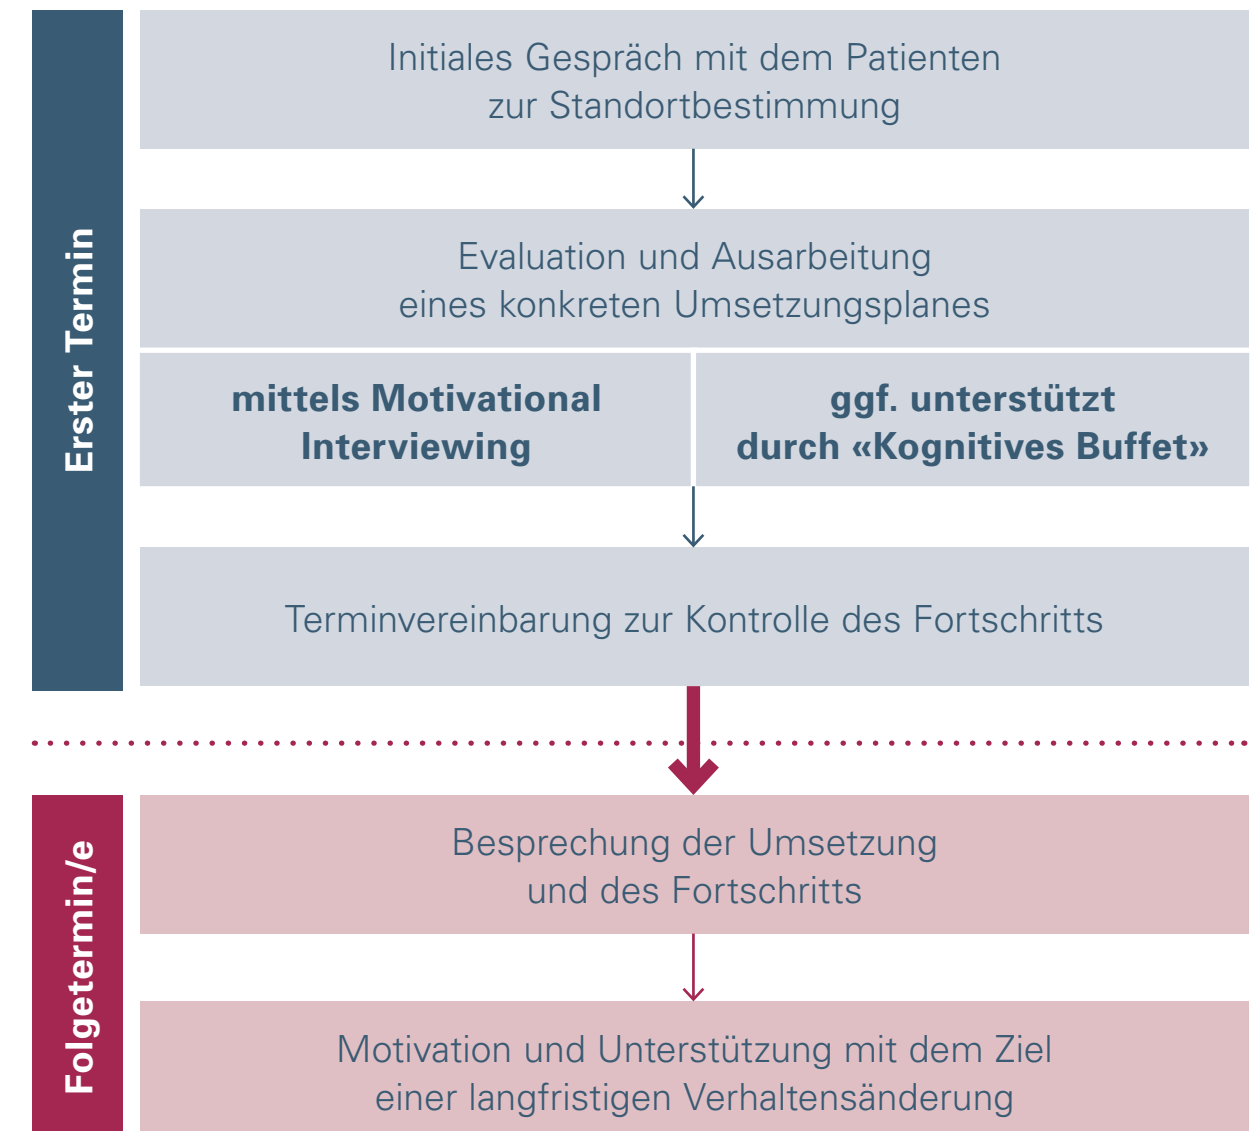 Erster Termin
Initiales Gespräch mit dem Patienten
zur Standortbestimmung
Evaluation und Ausarbeitung
eines konkreten Umsetzungsplanes
mittels Motivational
Interviewing
ggf. unterstützt
durch «Kognitives Buffet»
Terminvereinbarung zur Kontrolle des Fortschritts
Folgetermin/e
Besprechung der Umsetzung
und des Fortschritts
Motivation und Unterstützung mit dem Ziel
einer langfristigen Verhaltensänderung